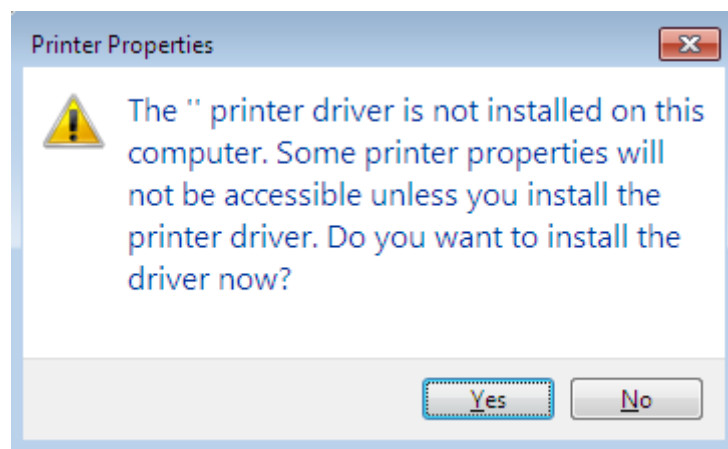 Printer Properties
The '' printer driver is not installed on this
computer. Some printer properties will
not be accessible unless you install the
printer driver. Do you want to install the
driver now?
Yes
No